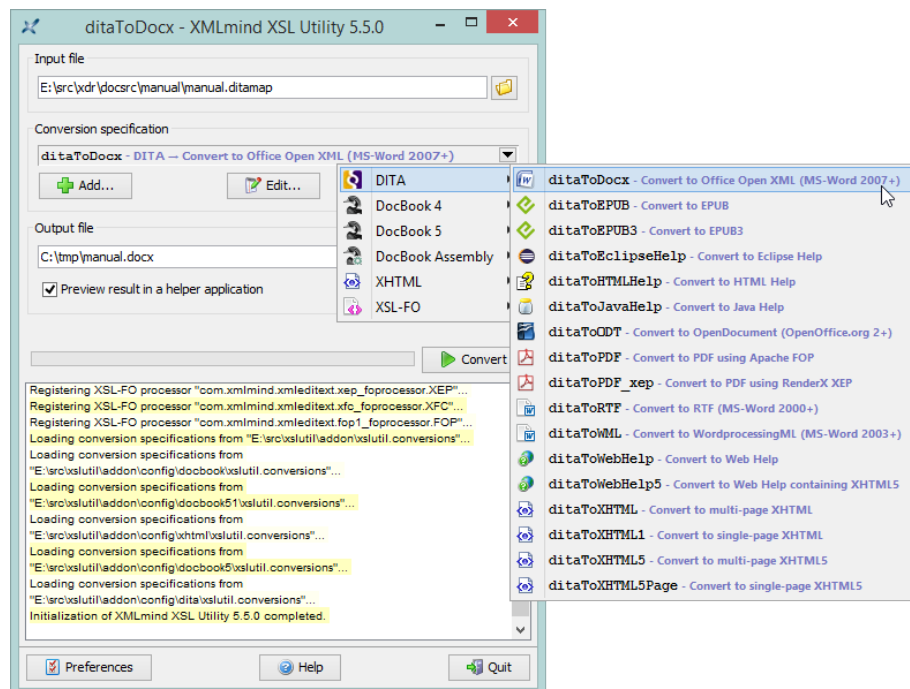 ditaToDocx - XMLmind XSL Utility 5.5.0
Input file
E:\src\xdr\docsrc\manual\manual.ditamap
Conversion specification
ditaToDocx - DITA → Convert to Office Open XML (MS-Word 2007+)
Add...
Edit...
DITA
DocBook 4
DocBook 5
DocBook Assembly
XHTML
XSL-FO
ditaToDocx - Convert to Office Open XML (MS-Word 2007+)
ditaToEPUB - Convert to EPUB
ditaToEPUB3 - Convert to EPUB3
ditaToEclipseHelp - Convert to Eclipse Help
ditaToHTMLHelp - Convert to HTML Help
ditaToJavaHelp - Convert to Java Help
ditaToODT - Convert to OpenDocument (OpenOffice.org 2+)
ditaToPDF - Convert to PDF using Apache FOP
ditaToPDF_xep - Convert to PDF using RenderX XEP
ditaToRTF - Convert to RTF (MS-Word 2000+)
ditaToWML - Convert to WordprocessingML (MS-Word 2003+)
ditaToWebHelp - Convert to Web Help
ditaToWebHelp5 - Convert to Web Help containing XHTML5
ditaToXHTML - Convert to multi-page XHTML
ditaToXHTML1 - Convert to single-page XHTML
ditaToXHTML5 - Convert to multi-page XHTML5
ditaToXHTML5Page - Convert to single-page XHTML5
Output file
C:\tmp\manual.docx
Preview result in a helper application
Convert
Registering XSL-FO processor "com.xmlmind.xmleditext.xep_foprocessor.XEP"...
Registering XSL-FO processor "com.xmlmind.xmleditext.xfc_foprocessor.XFC"...
Registering XSL-FO processor "com.xmlmind.xmleditext.fop1_foprocessor.FOP"...
Loading conversion specifications from "E:\src\xslutil\addon\xslutil.conversions"...
Loading conversion specifications from
"E:\src\xslutil\addon\config\docbook\xslutil.conversions"...
Loading conversion specifications from
"E:\src\xslutil\addon\config\docbook51\xslutil.conversions"...
Loading conversion specifications from
"E:\src\xslutil\addon\config\xhtml\xslutil.conversions"...
Loading conversion specifications from
"E:\src\xslutil\addon\config\docbook5\xslutil.conversions"...
Loading conversion specifications from
"E:\src\xslutil\addon\config\dita\xslutil.conversions"...
Initialization of XMLmind XSL Utility 5.5.0 completed.
Preferences
Help
Quit